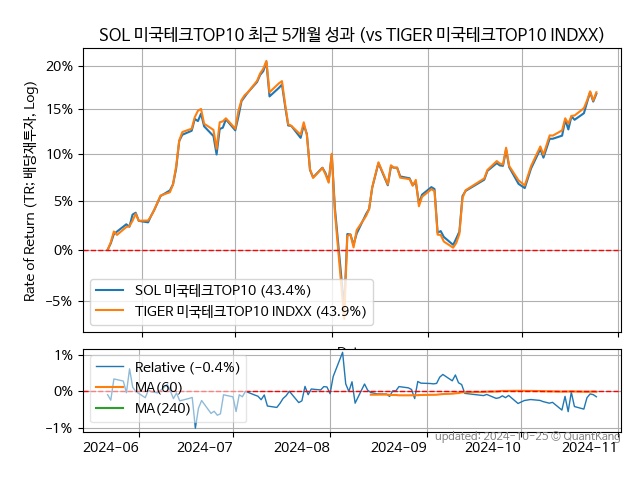 SOL 미국테크TOP10 최근 5개월 성과 (vs TIGER 미국테크TOP10 INDXX)
Rate of Return (TR: 배당재투자, Log)
20%
15%
10%
5%
0%
−5%
SOL 미국테크TOP10 (43.4%)
TIGER 미국테크TOP10 INDXX (43.9%)
1%
0%
−1%
Relative (−0.4%)
MA(60)
MA(240)
2024−06
2024−07
2024−08
2024−09
2024−10
2024−11
updated: 2024−10−25 © QuantKang